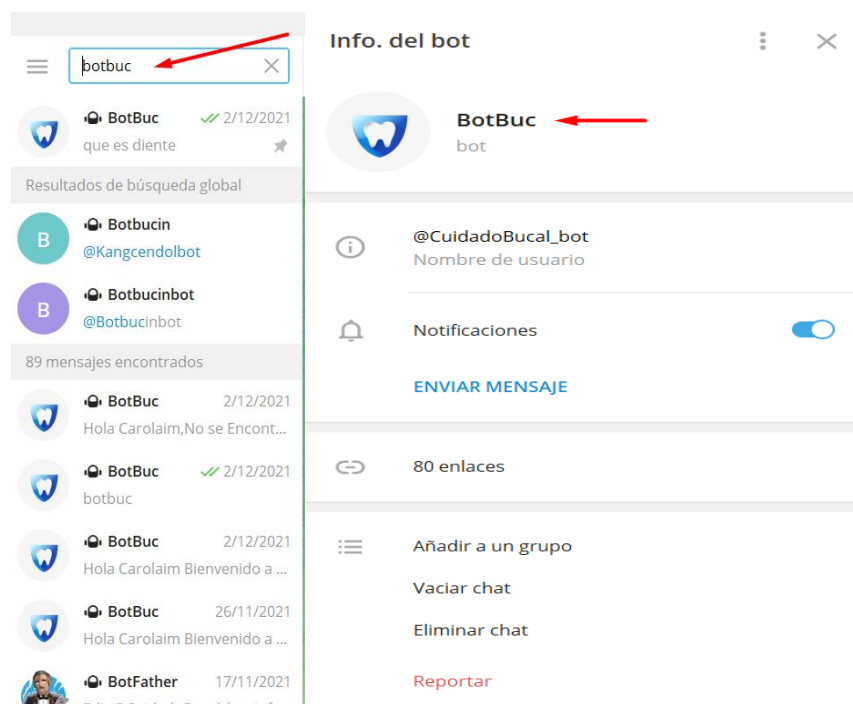 botbuc
BotBuc 2/12/2021
que es diente
Resultados de búsqueda global
B
Botbucin
@Kangcendolbot
B
Botbucinbot
@Botbucinbot
89 mensajes encontrados
BotBuc 2/12/2021
Hola Carolaim,No se Encont...
BotBuc 2/12/2021
botbuc
BotBuc 2/12/2021
Hola Carolaim Bienvenido a ...
BotBuc 26/11/2021
Hola Carolaim Bienvenido a ...
BotFather 17/11/2021
Info. del bot
BotBuc
bot
@CuidadoBucal_bot
Nombre de usuario
Notificaciones
ENVIAR MENSAJE
80 enlaces
Añadir a un grupo
Vaciar chat
Eliminar chat
Reportar